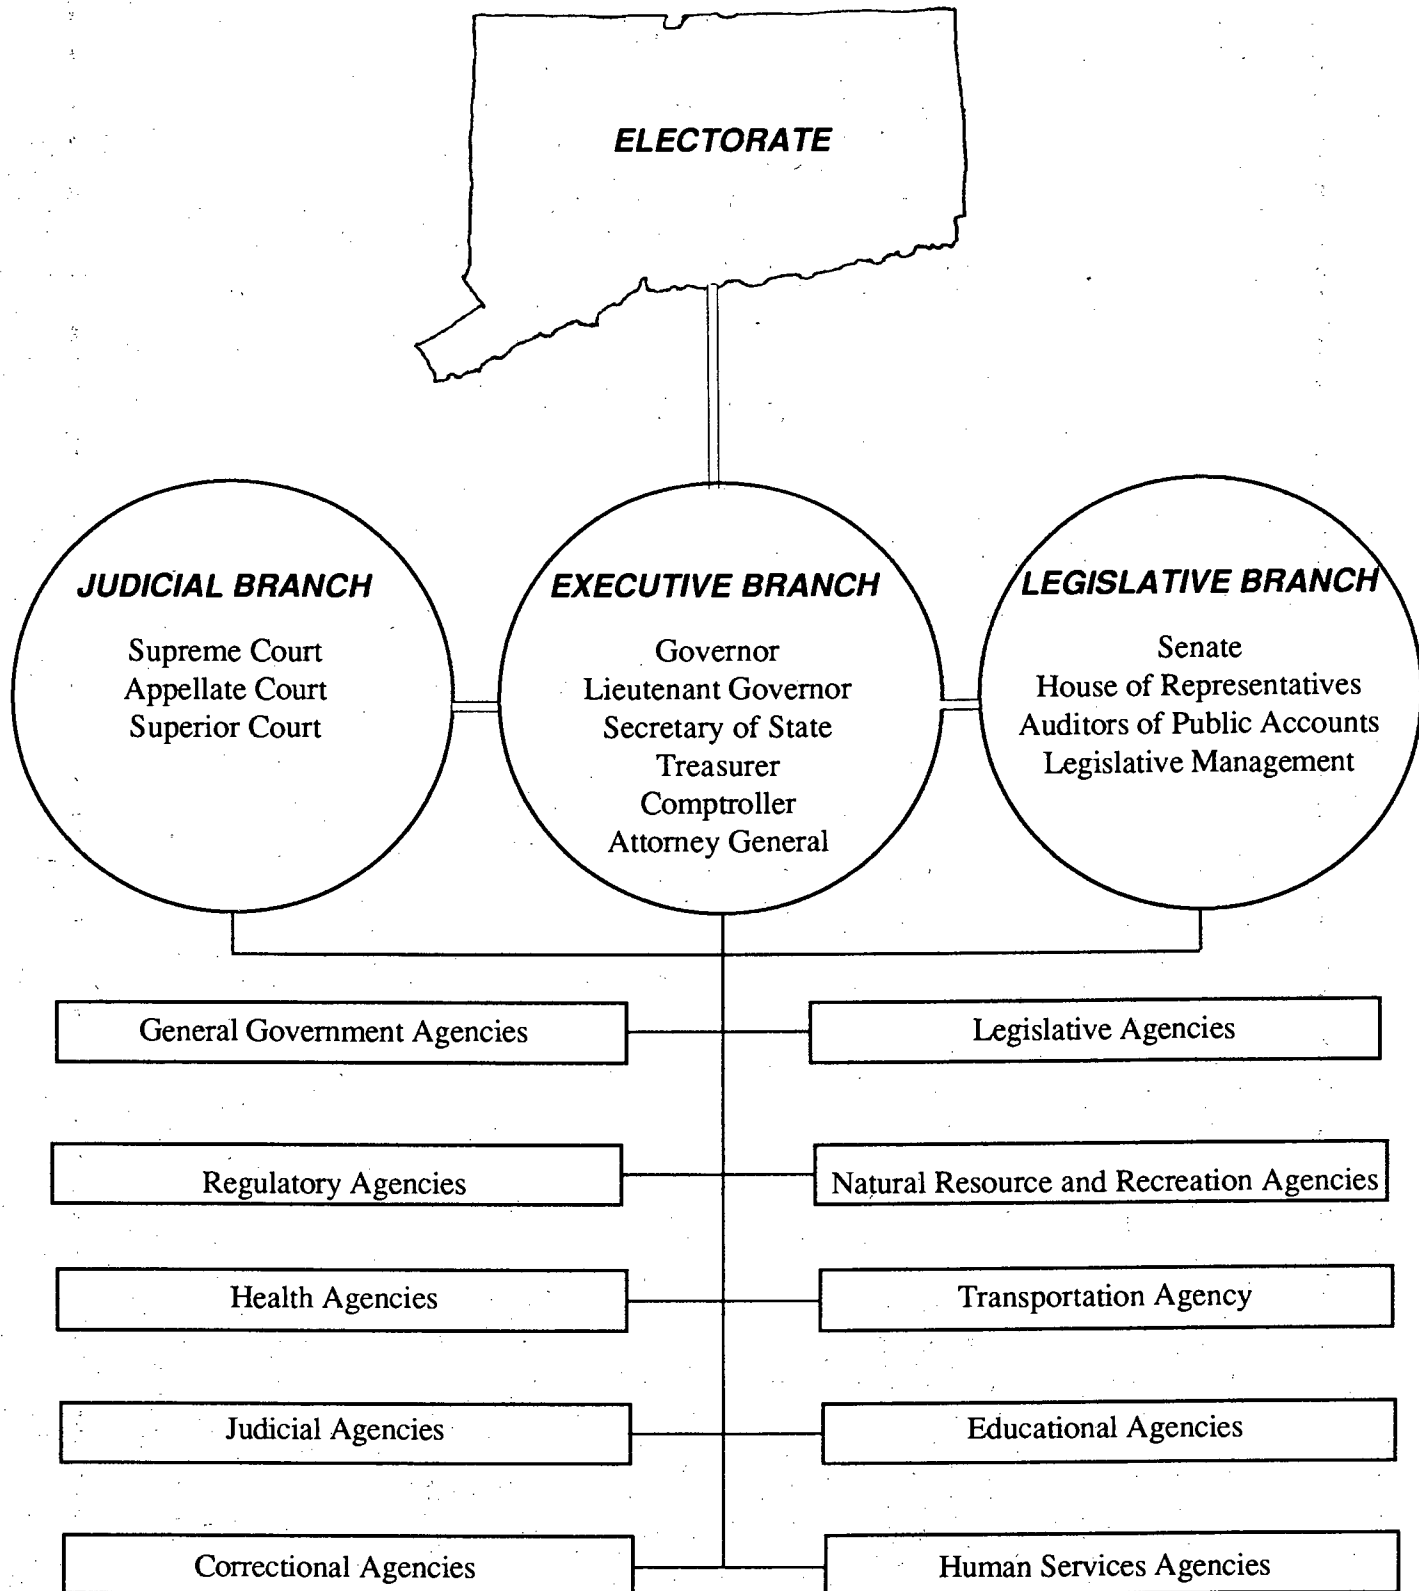 ELECTORATE
JUDICIAL BRANCH
Supreme Court
Appellate Court
Superior Court
EXECUTIVE BRANCH
Governor
Lieutenant Governor
Secretary of State
Treasurer
Comptroller
Attorney General
LEGISLATIVE BRANCH
Senate
House of Representatives
Auditors of Public Accounts
Legislative Management
General Government Agencies
Legislative Agencies
Regulatory Agencies
Natural Resource and Recreation Agencies
Health Agencies
Transportation Agency
Judicial Agencies
Educational Agencies
Correctional Agencies
Human Services Agencies